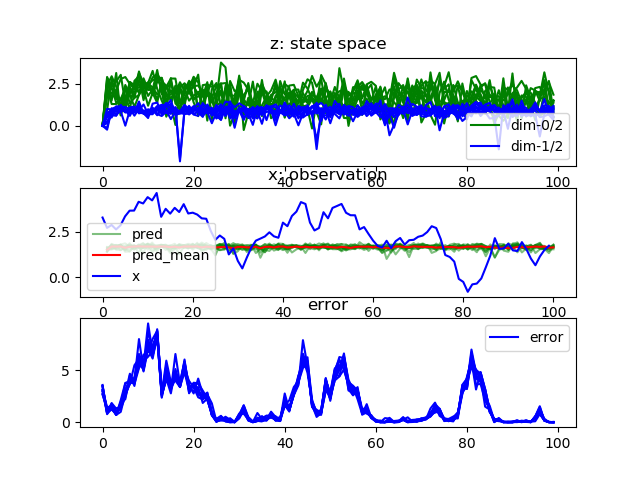 z: state space
2.5
0.0
dim-0/2
dim-1/2
0 20 40 60 80 100
x: observation
2.5
0.0
pred
pred_mean
x
0 20 40 60 80 100
error
5
0
error
0 20 40 60 80 100